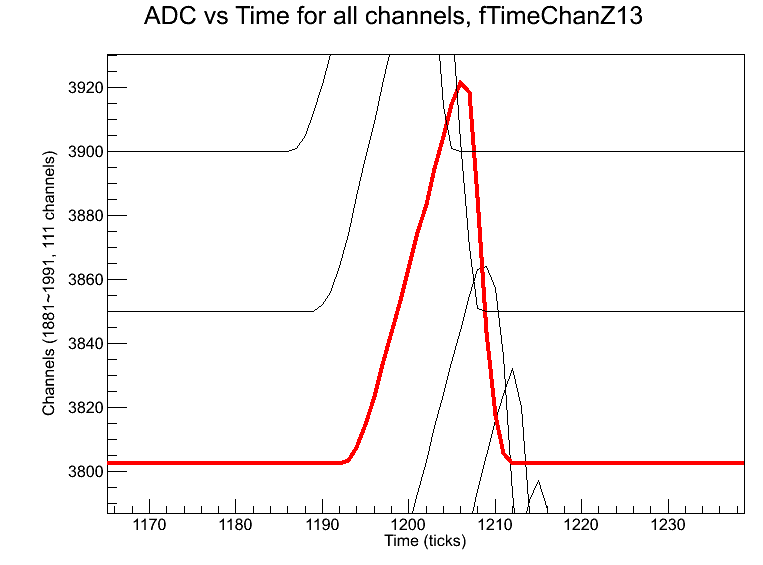 ADC vs Time for all channels, fTimeChanZ13
Channels (1881~1991, 111 channels)
3920
3900
3880
3860
3840
3820
3800
1170 1180 1190 1200 1210 1220 1230
Time (ticks)